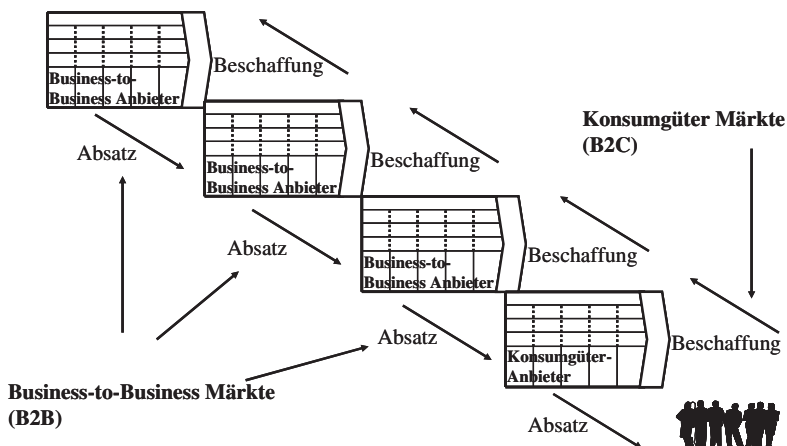 Beschaffung
Business-to-
Business Anbieter
Absatz
Konsumgüter Märkte
(B2C)
Beschaffung
Business-to-
Business Anbieter
Absatz
Beschaffung
Business-to-
Business Anbieter
Absatz
Beschaffung
Konsumgüter-
Anbieter
Business-to-Business Märkte
(B2B)
Absatz